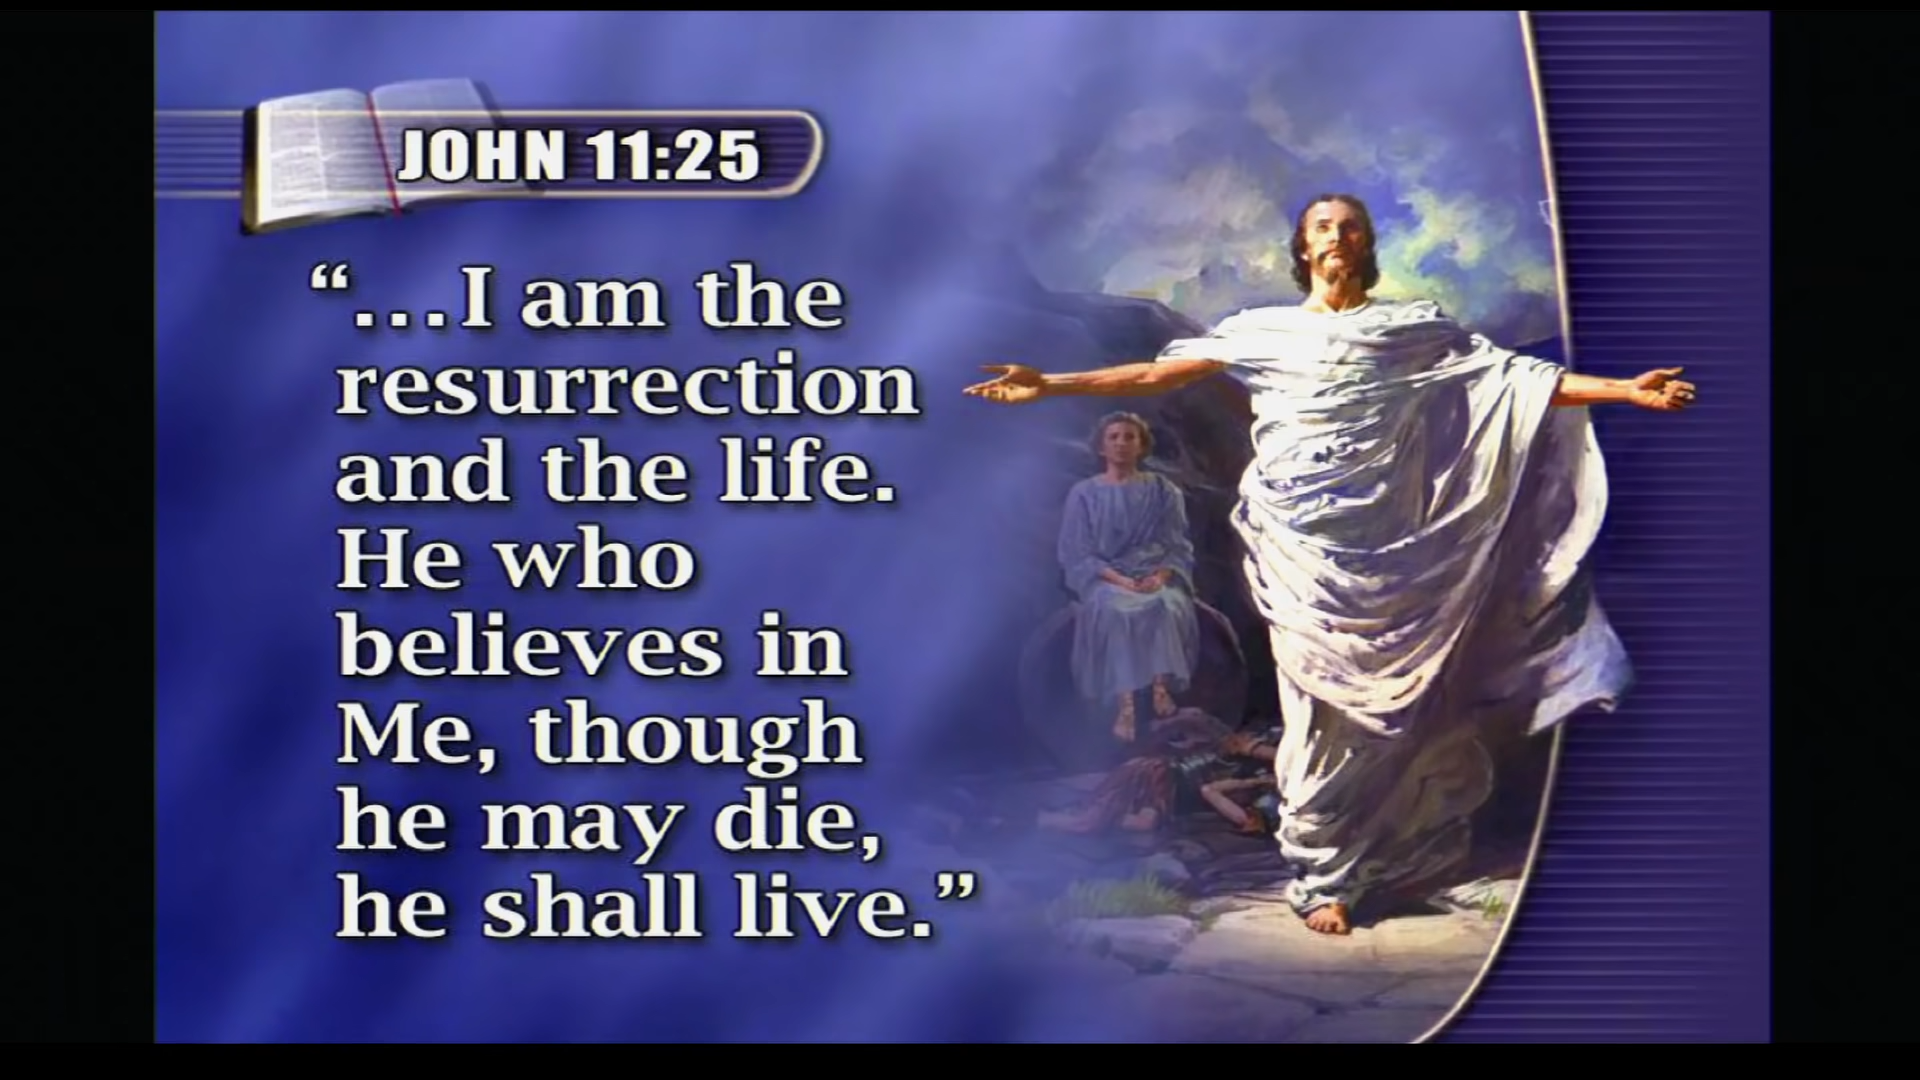 JOHN 11:25
“...I am the
resurrection
and the life.
He who
believes in
Me, though
he may die,
he shall live.”